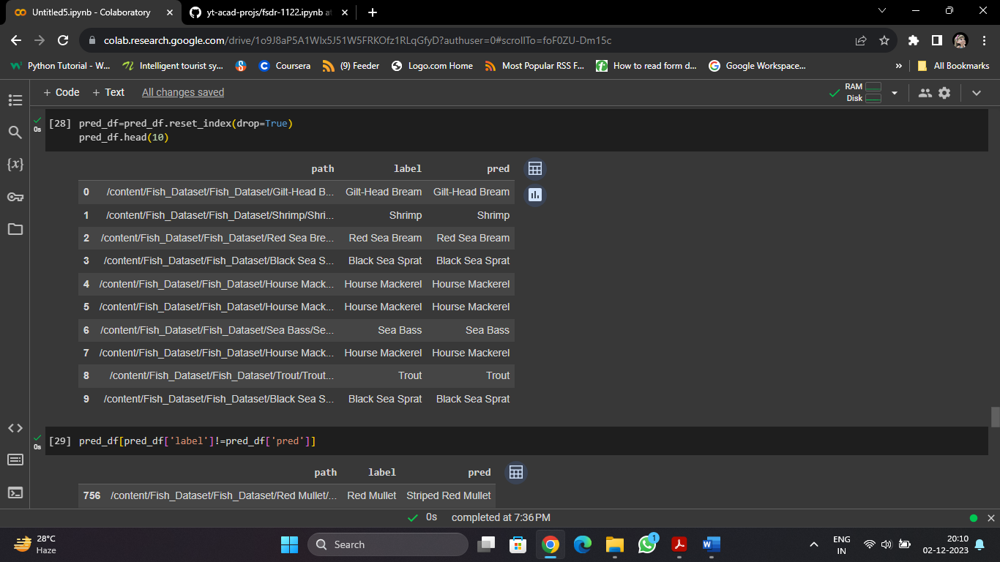 Untitled5.ipynb - Colaboratory
yt-acad-projs/fsdr-1122.ipynb at
colab.research.google.com/drive/1o9J8aP5A1WIx5J51W5FRKOfz1RLqGfyD?authuser=0#scrollTo=foF0ZU-Dm15c
Python Tutorial - W... Intelligent tourist sy... Coursera (9) Feeder Logo.com Home Most Popular RSS F... How to read form d... Google Workspace... » All Bookmarks
+ Code + Text All changes saved RAM
Disk
0s [28] pred_df=pred_df.reset_index(drop=True)
pred_df.head(10)
path label pred
0 /content/Fish_Dataset/Fish_Dataset/Gilt-Head B... Gilt-Head Bream Gilt-Head Bream
1 /content/Fish_Dataset/Fish_Dataset/Shrimp/Shri... Shrimp Shrimp
2 /content/Fish_Dataset/Fish_Dataset/Red Sea Bre... Red Sea Bream Red Sea Bream
3 /content/Fish_Dataset/Fish_Dataset/Black Sea S... Black Sea Sprat Black Sea Sprat
4 /content/Fish_Dataset/Fish_Dataset/Hourse Mack... Hourse Mackerel Hourse Mackerel
5 /content/Fish_Dataset/Fish_Dataset/Hourse Mack... Hourse Mackerel Hourse Mackerel
6 /content/Fish_Dataset/Fish_Dataset/Sea Bass/Se... Sea Bass Sea Bass
7 /content/Fish_Dataset/Fish_Dataset/Hourse Mack... Hourse Mackerel Hourse Mackerel
8 /content/Fish_Dataset/Fish_Dataset/Trout/Trout... Trout Trout
9 /content/Fish_Dataset/Fish_Dataset/Black Sea S... Black Sea Sprat Black Sea Sprat
0s [29] pred_df[pred_df['label']!=pred_df['pred']]
path label pred
756 /content/Fish_Dataset/Fish_Dataset/Red Mullet/... Red Mullet Striped Red Mullet
0s completed at 7:36 PM
28°C
Haze
Search
1
ENG
IN
20:10
02-12-2023